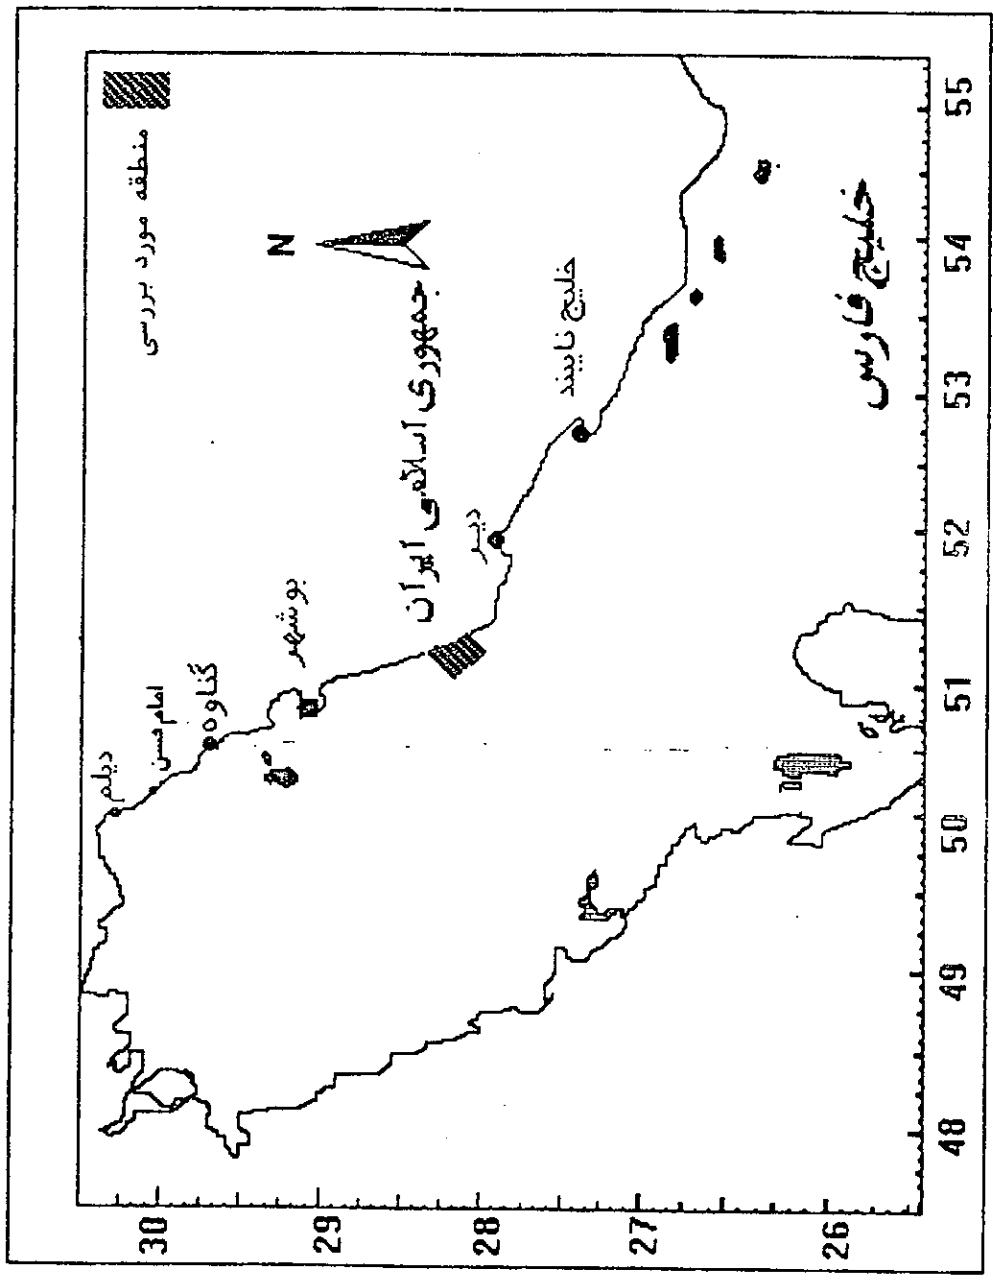 منطقه مورد بررسی
N
دیلم
امام حسن
گناوه
بوشهر
جمهوری اسلامی ایران
دیر
خلیج نایبند
خلیج فارس
30
29
28
27
26
48
49
50
51
52
53
54
55